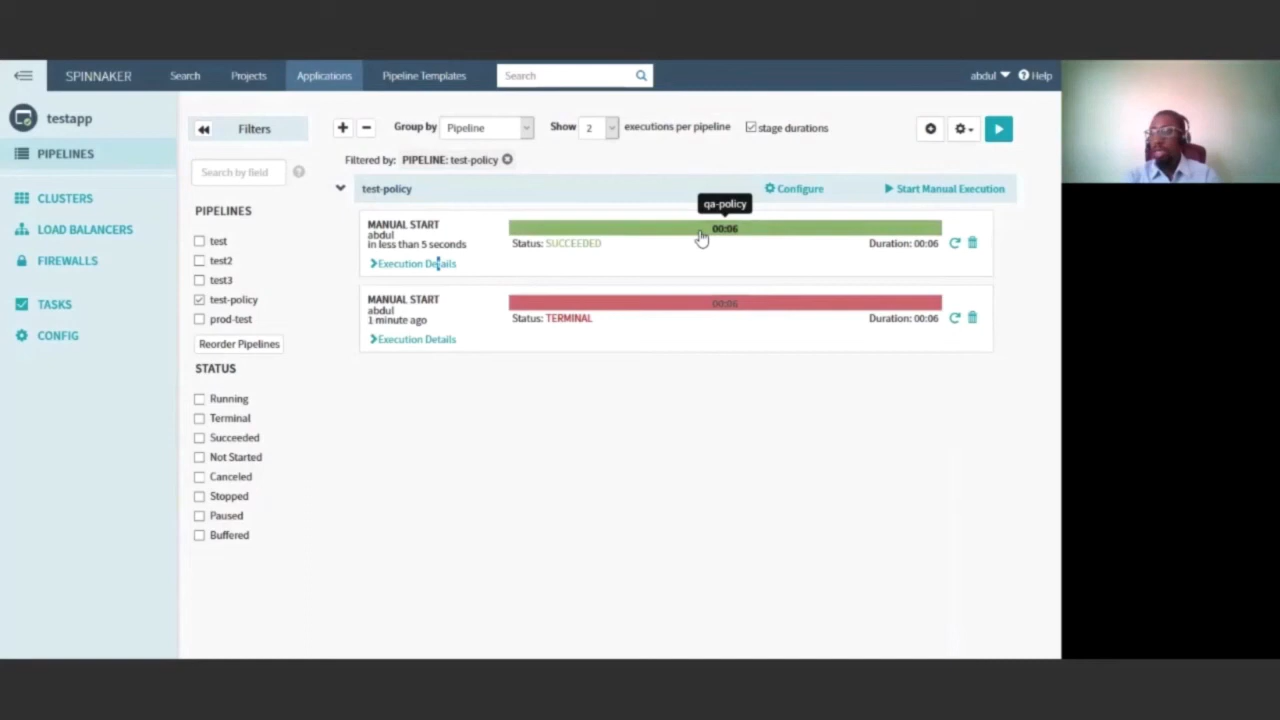 SPINNAKER Search Projects Applications Pipeline Templates Search abdul Help
testapp
PIPELINES
CLUSTERS
LOAD BALANCERS
FIREWALLS
TASKS
CONFIG
Filters
Search by field
PIPELINES
test
test2
test3
test-policy
prod-test
Reorder Pipelines
STATUS
Running
Terminal
Succeeded
Not Started
Canceled
Stopped
Paused
Buffered
Group by Pipeline Show 2 executions per pipeline stage durations
Filtered by: PIPELINE: test-policy
test-policy Configure Start Manual Execution
qa-policy
MANUAL START
abdul
in less than 5 seconds
Execution Details
00:06
Status: SUCCEEDED Duration: 00:06
MANUAL START
abdul
1 minute ago
Execution Details
00:06
Status: TERMINAL Duration: 00:06